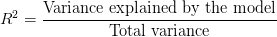 R² = Variance explained by the model / Total variance